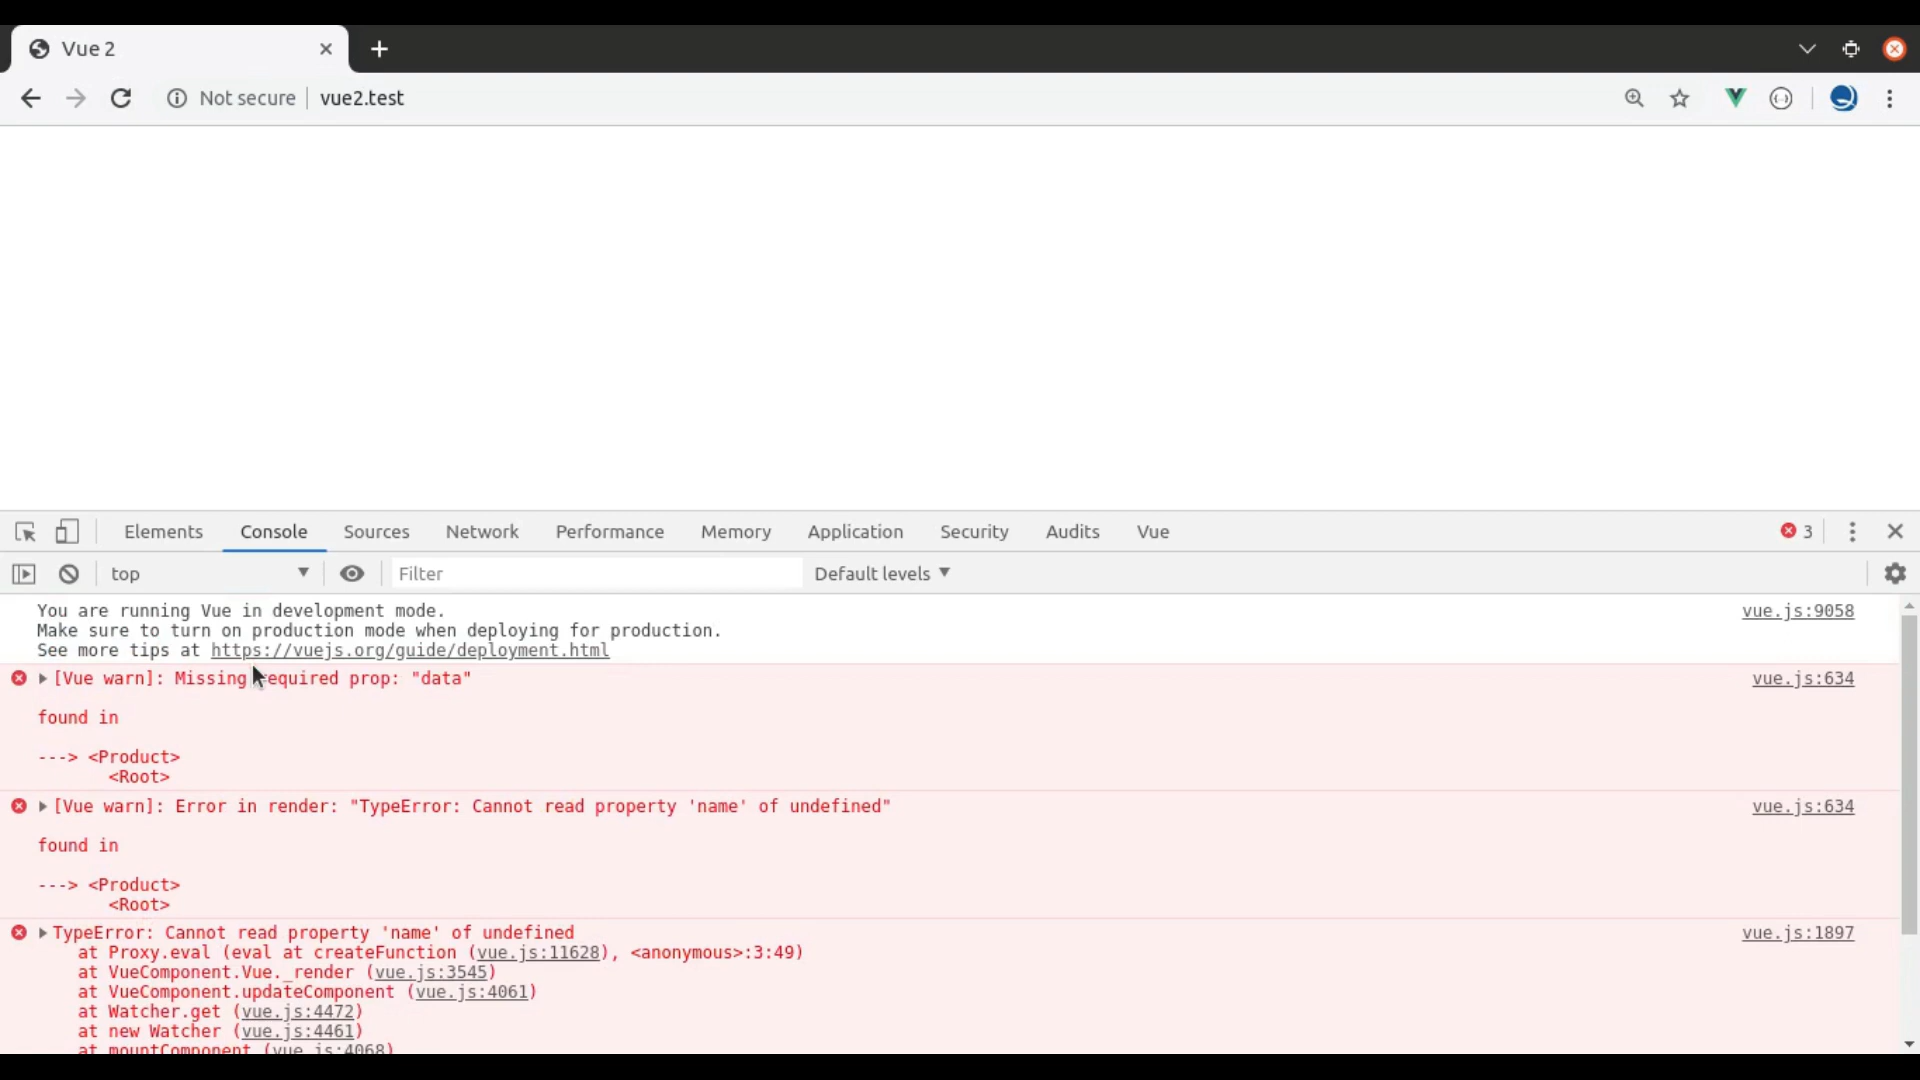 Vue 2
Not secure vue2.test
Elements Console Sources Network Performance Memory Application Security Audits Vue 3
top Filter Default levels
You are running Vue in development mode. vue.js:9058
Make sure to turn on production mode when deploying for production.
See more tips at https://vuejs.org/guide/deployment.html
[Vue warn]: Missing required prop: "data" vue.js:634
found in
---> <Product>
<Root>
[Vue warn]: Error in render: "TypeError: Cannot read property 'name' of undefined" vue.js:634
found in
---> <Product>
<Root>
TypeError: Cannot read property 'name' of undefined vue.js:1897
at Proxy.eval (eval at createFunction (vue.js:11628), <anonymous>:3:49)
at VueComponent.Vue._render (vue.js:3545)
at VueComponent.updateComponent (vue.js:4061)
at Watcher.get (vue.js:4472)
at new Watcher (vue.js:4461)
at mountComponent (vue.js:4068)